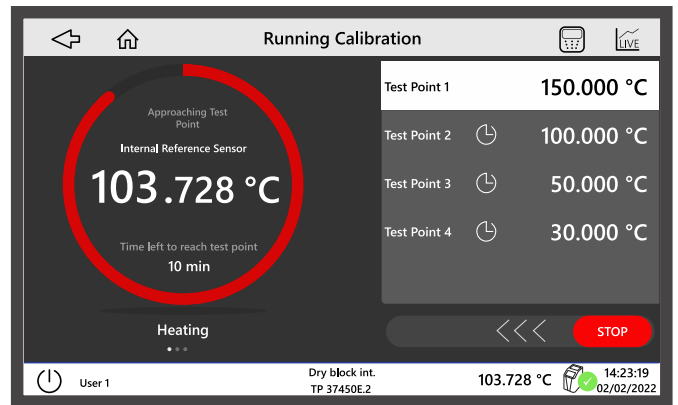 Running Calibration
LIVE
Approaching Test
Point
Internal Reference Sensor
103.728 °C
Time left to reach test point
10 min
Heating
Test Point 1 150.000 °C
Test Point 2 100.000 °C
Test Point 3 50.000 °C
Test Point 4 30.000 °C
STOP
User 1
Dry block int.
TP 37450E.2
103.728 °C
14:23:19
02/02/2022